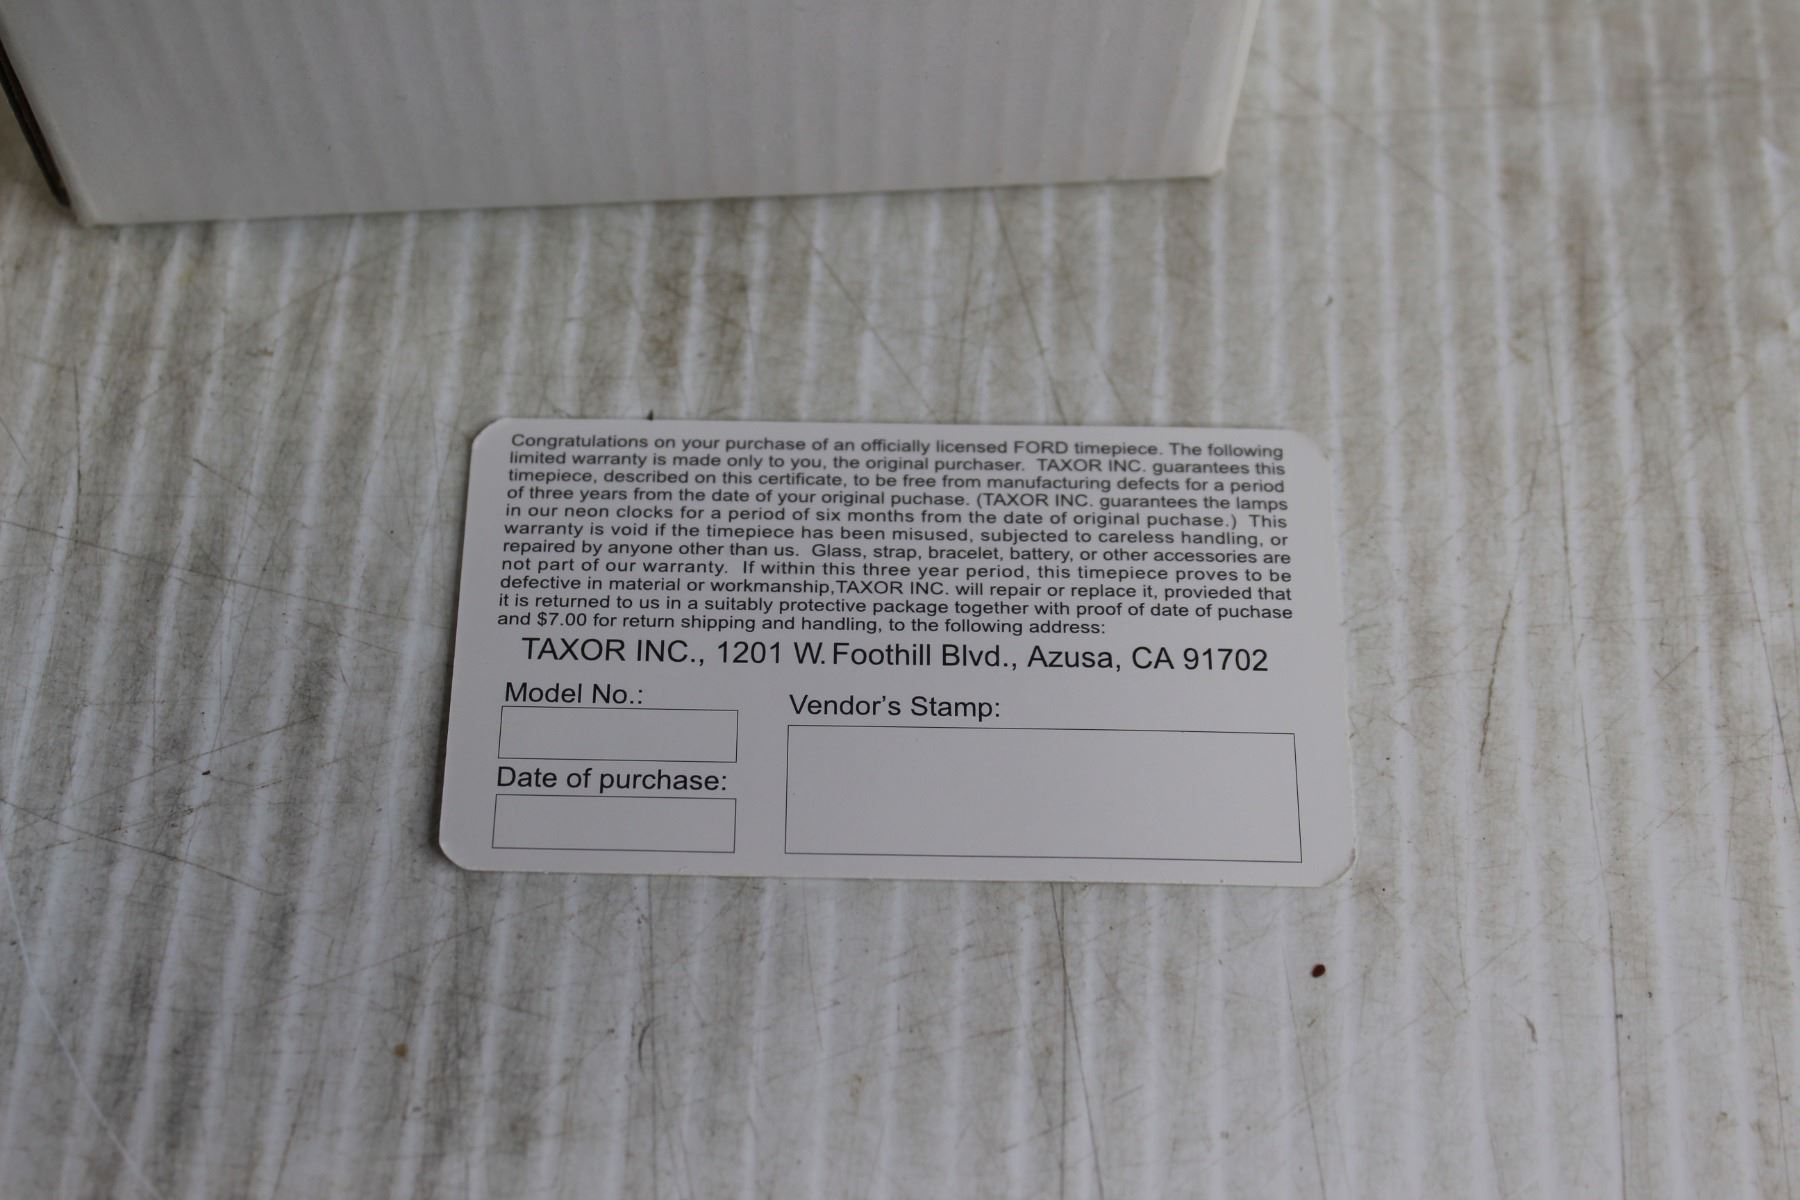 Congratulations on your purchase of an officially licensed FORD timepiece. The following
limited warranty is made only to you, the original purchaser. TAXOR INC. guarantees this
timepiece, described on this certificate, to be free from manufacturing defects for a period
of three years from the date of your original puchase. (TAXOR INC. guarantees the lamps
in our neon clocks for a period of six months from the date of original puchase.) This
warranty is void if the timepiece has been misused, subjected to careless handling, or
repaired by anyone other than us. Glass, strap, bracelet, battery, or other accessories are
not part of our warranty. If within this three year period, this timepiece proves to be
defective in material or workmanship,TAXOR INC. will repair or replace it, provieded that
it is returned to us in a suitably protective package together with proof of date of puchase
and $7.00 for return shipping and handling, to the following address:
TAXOR INC., 1201 W. Foothill Blvd., Azusa, CA 91702
Model No.:
Vendor's Stamp:
Date of purchase: